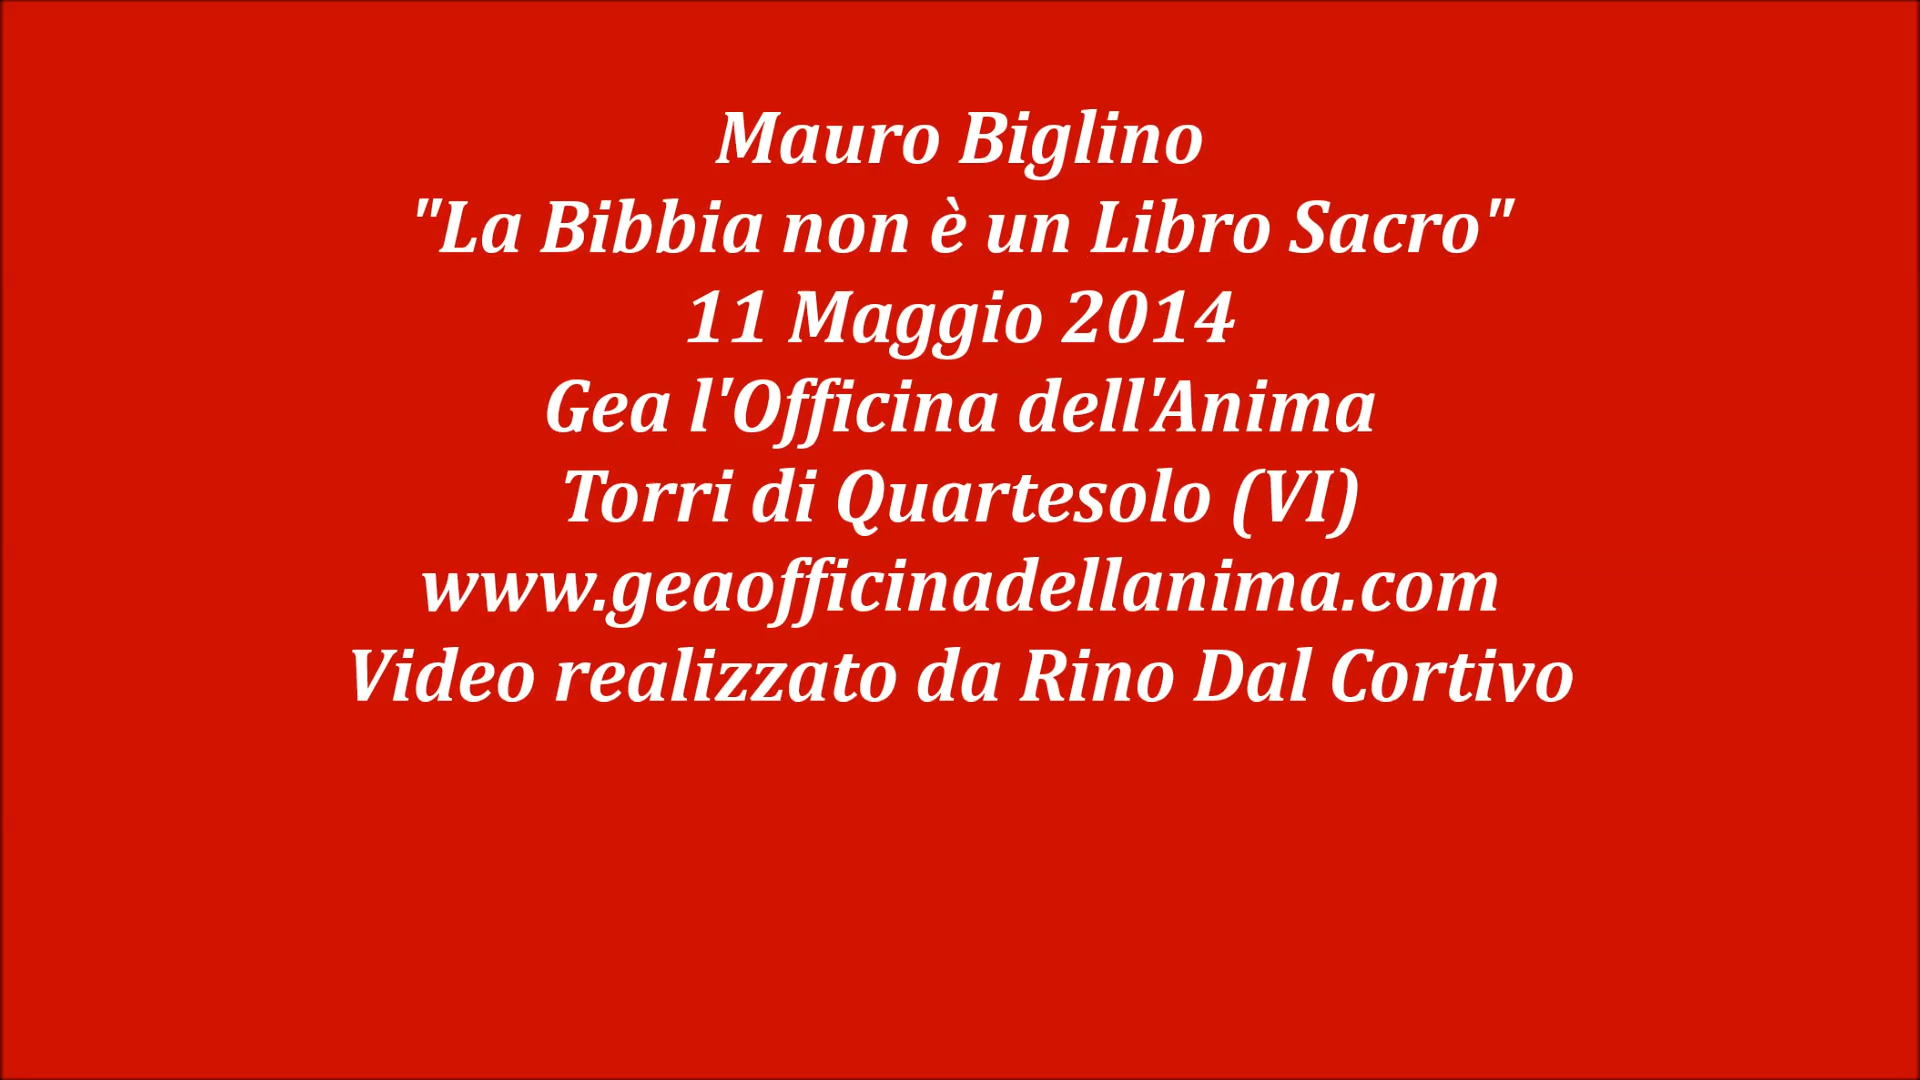 Mauro Biglino
"La Bibbia non è un Libro Sacro"
11 Maggio 2014
Gea l'Officina dell'Anima
Torri di Quartesolo (VI)
www.geaofficinadellanima.com
Video realizzato da Rino Dal Cortivo